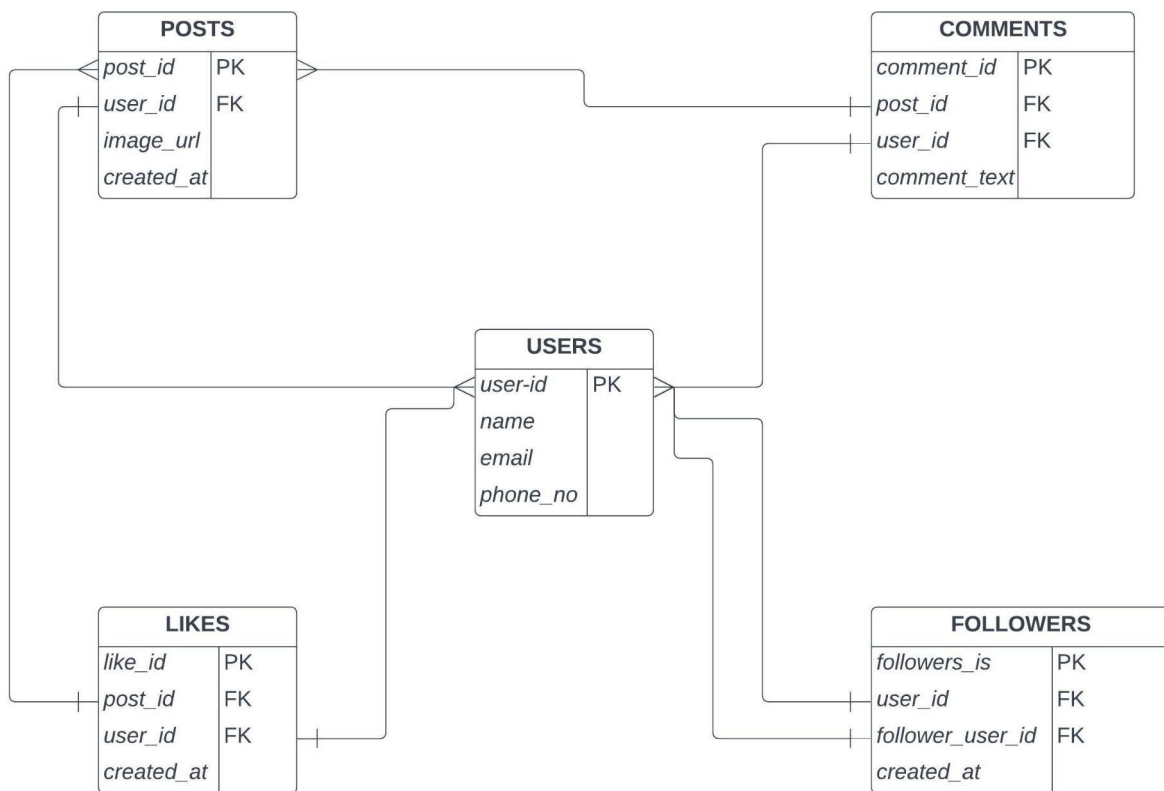 POSTS
post_id PK
user_id FK
image_url
created_at
COMMENTS
comment_id PK
post_id FK
user_id FK
comment_text
USERS
user-id PK
name
email
phone_no
LIKES
like_id PK
post_id FK
user_id FK
created_at
FOLLOWERS
followers_is PK
user_id FK
follower_user_id FK
created_at